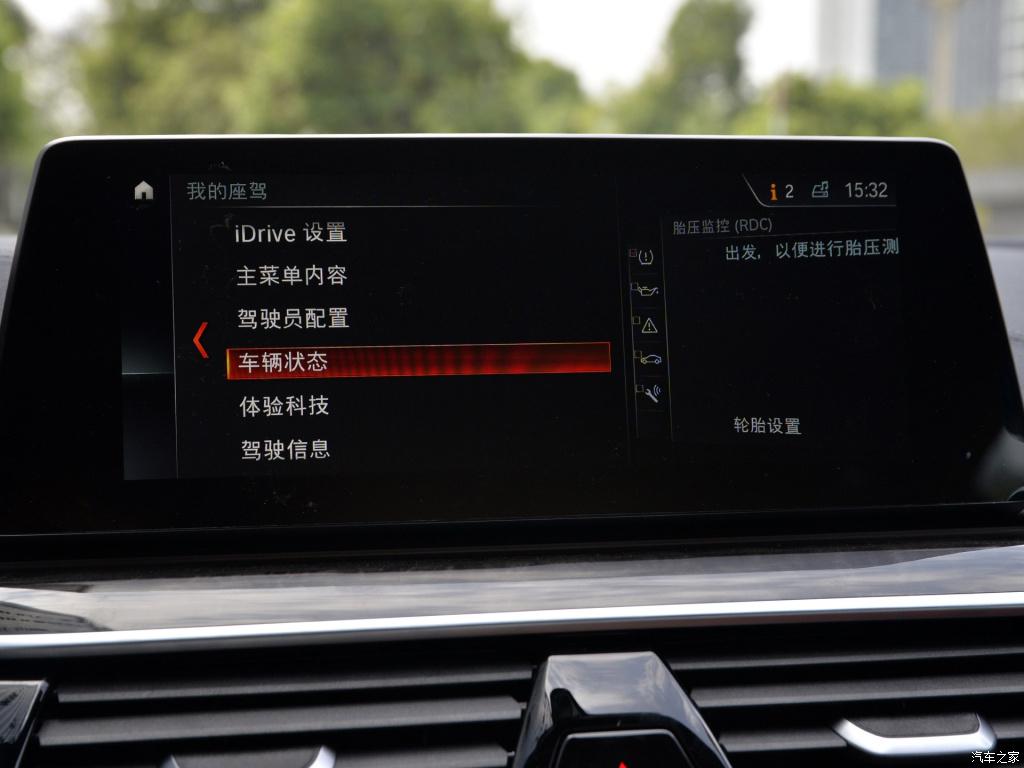 我的座驾
i 2
15:32
iDrive 设置
主菜单内容
驾驶员配置
车辆状态
体验科技
驾驶信息
胎压监控 (RDC)
出发，以便进行胎压测
轮胎设置
汽车之家